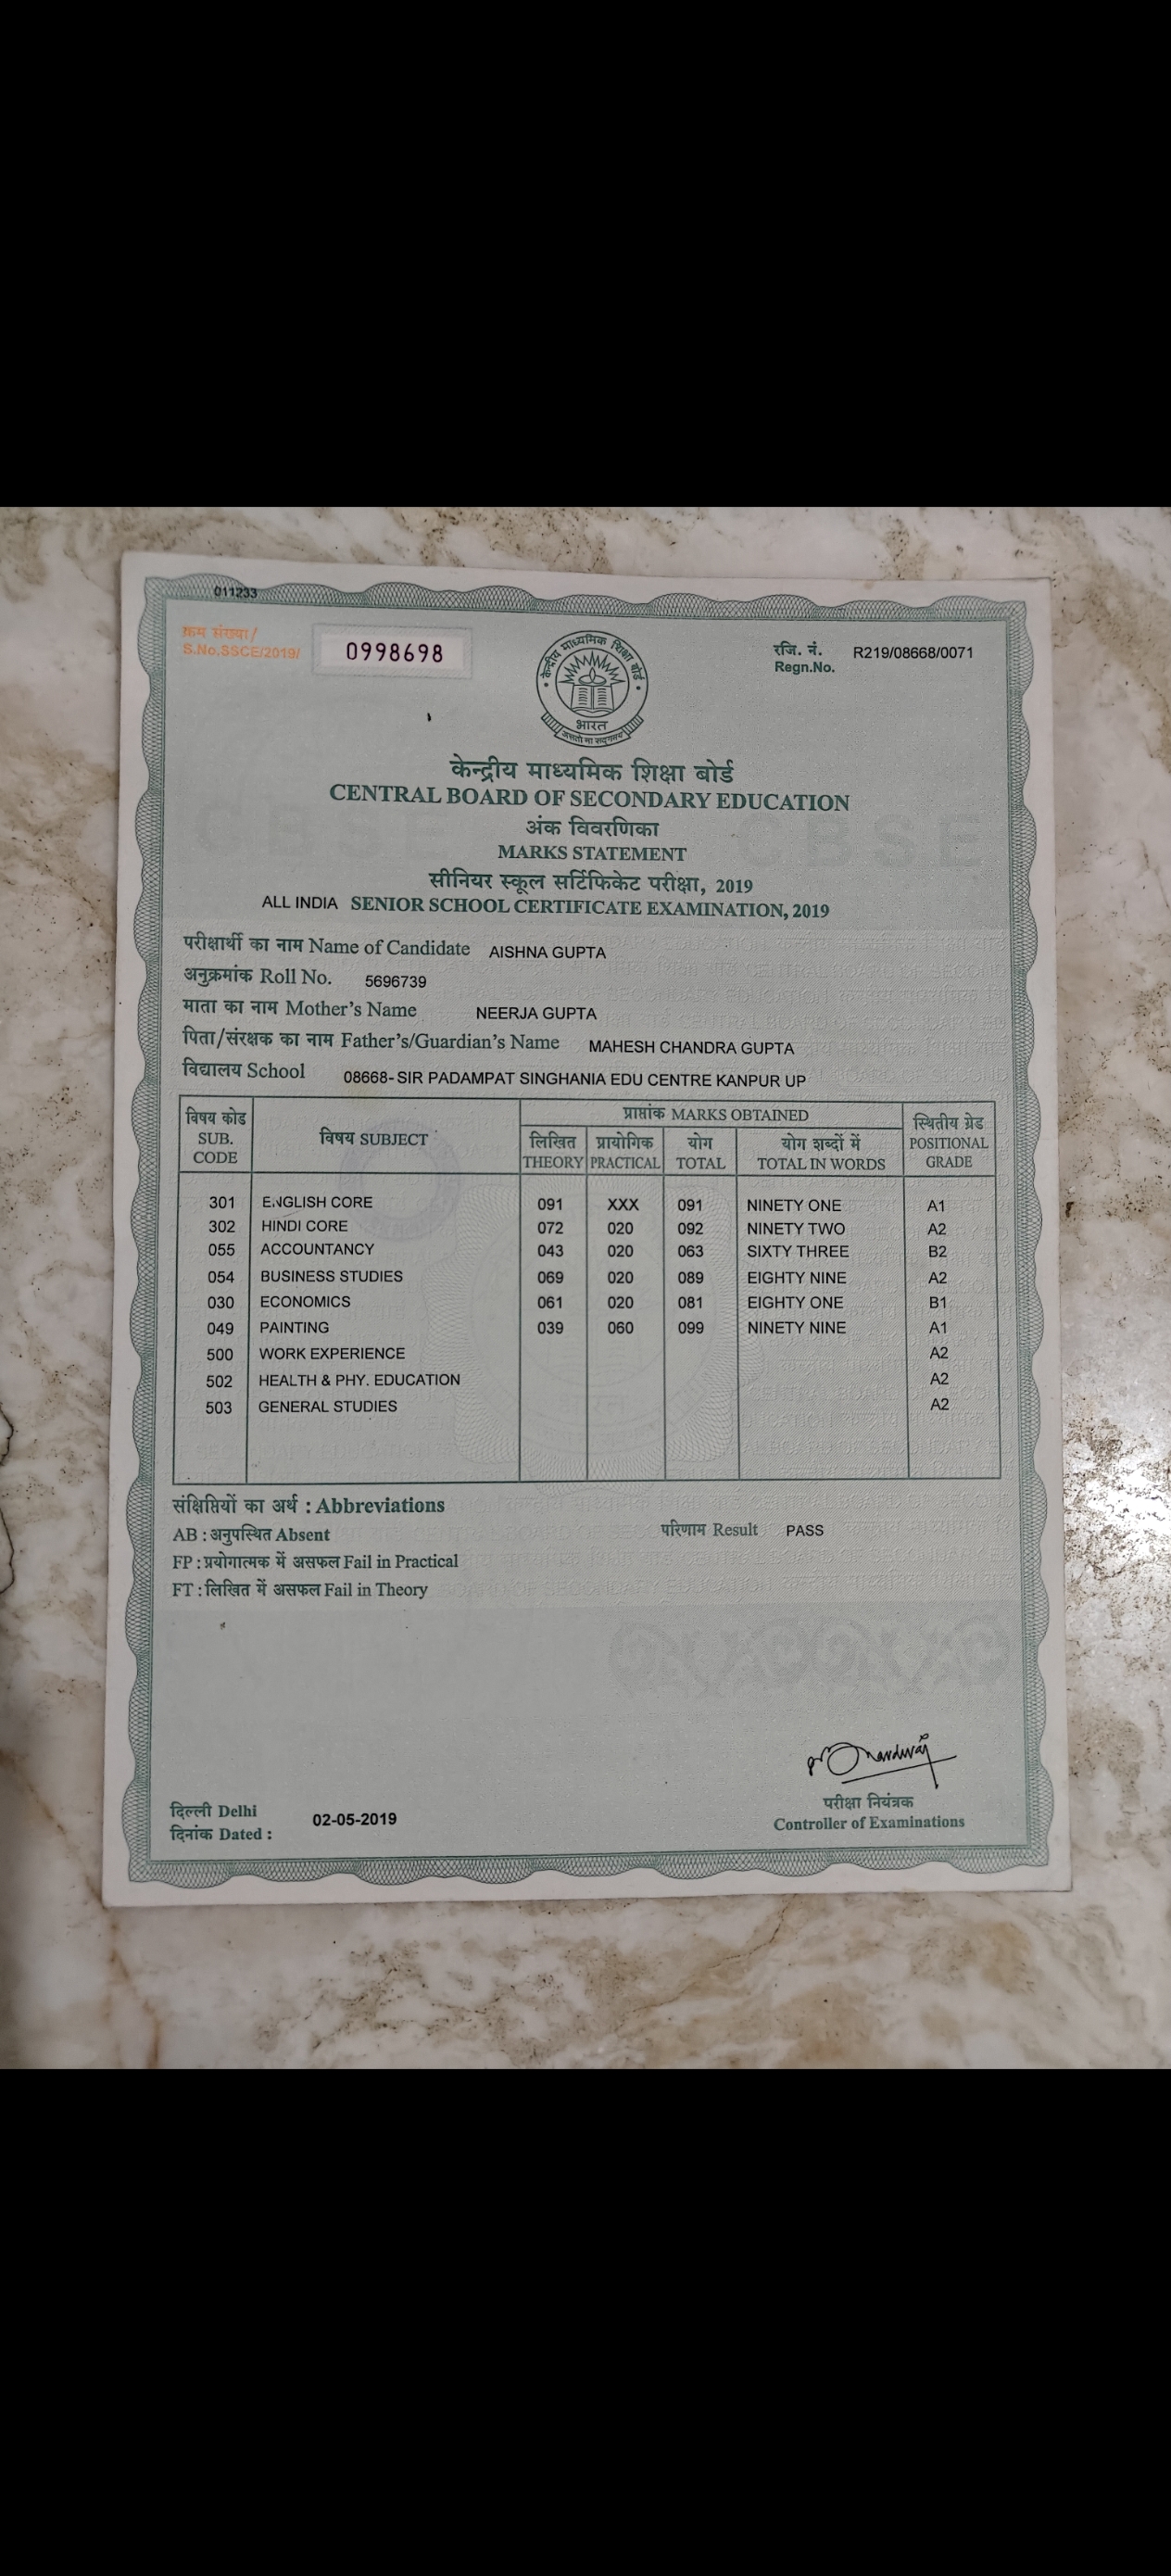 011233
क्रम संख्या/
S.No.SSCE/2019/ 0998698
रजि. नं. R219/08668/0071
Regn.No.
केन्द्रीय माध्यमिक शिक्षा बोर्ड
भारत
असतो मा सद्गमय
केन्द्रीय माध्यमिक शिक्षा बोर्ड
CENTRAL BOARD OF SECONDARY EDUCATION
CBSE
अंक विवरणिका
MARKS STATEMENT
सीनियर स्कूल सर्टिफिकेट परीक्षा, 2019
ALL INDIA SENIOR SCHOOL CERTIFICATE EXAMINATION, 2019
परीक्षार्थी का नाम Name of Candidate AISHNA GUPTA
अनुक्रमांक Roll No. 5696739
माता का नाम Mother's Name NEERJA GUPTA
पिता/संरक्षक का नाम Father's/Guardian's Name MAHESH CHANDRA GUPTA
विद्यालय School 08668- SIR PADAMPAT SINGHANIA EDU CENTRE KANPUR UP
विषय कोड SUB. CODE विषय SUBJECT प्राप्तांक MARKS OBTAINED स्थितीय ग्रेड POSITIONAL GRADE
लिखित THEORY प्रायोगिक PRACTICAL योग TOTAL योग शब्दों में TOTAL IN WORDS
301 ENGLISH CORE 091 XXX 091 NINETY ONE A1
302 HINDI CORE 072 020 092 NINETY TWO A2
055 ACCOUNTANCY 043 020 063 SIXTY THREE B2
054 BUSINESS STUDIES 069 020 089 EIGHTY NINE A2
030 ECONOMICS 061 020 081 EIGHTY ONE B1
049 PAINTING 039 060 099 NINETY NINE A1
500 WORK EXPERIENCE A2
502 HEALTH & PHY. EDUCATION A2
503 GENERAL STUDIES A2
संक्षिप्तियों का अर्थ : Abbreviations
AB : अनुपस्थित Absent
परिणाम Result PASS
FP : प्रयोगात्मक में असफल Fail in Practical
FT : लिखित में असफल Fail in Theory
परीक्षा नियंत्रक
Controller of Examinations
दिल्ली Delhi
दिनांक Dated : 02-05-2019